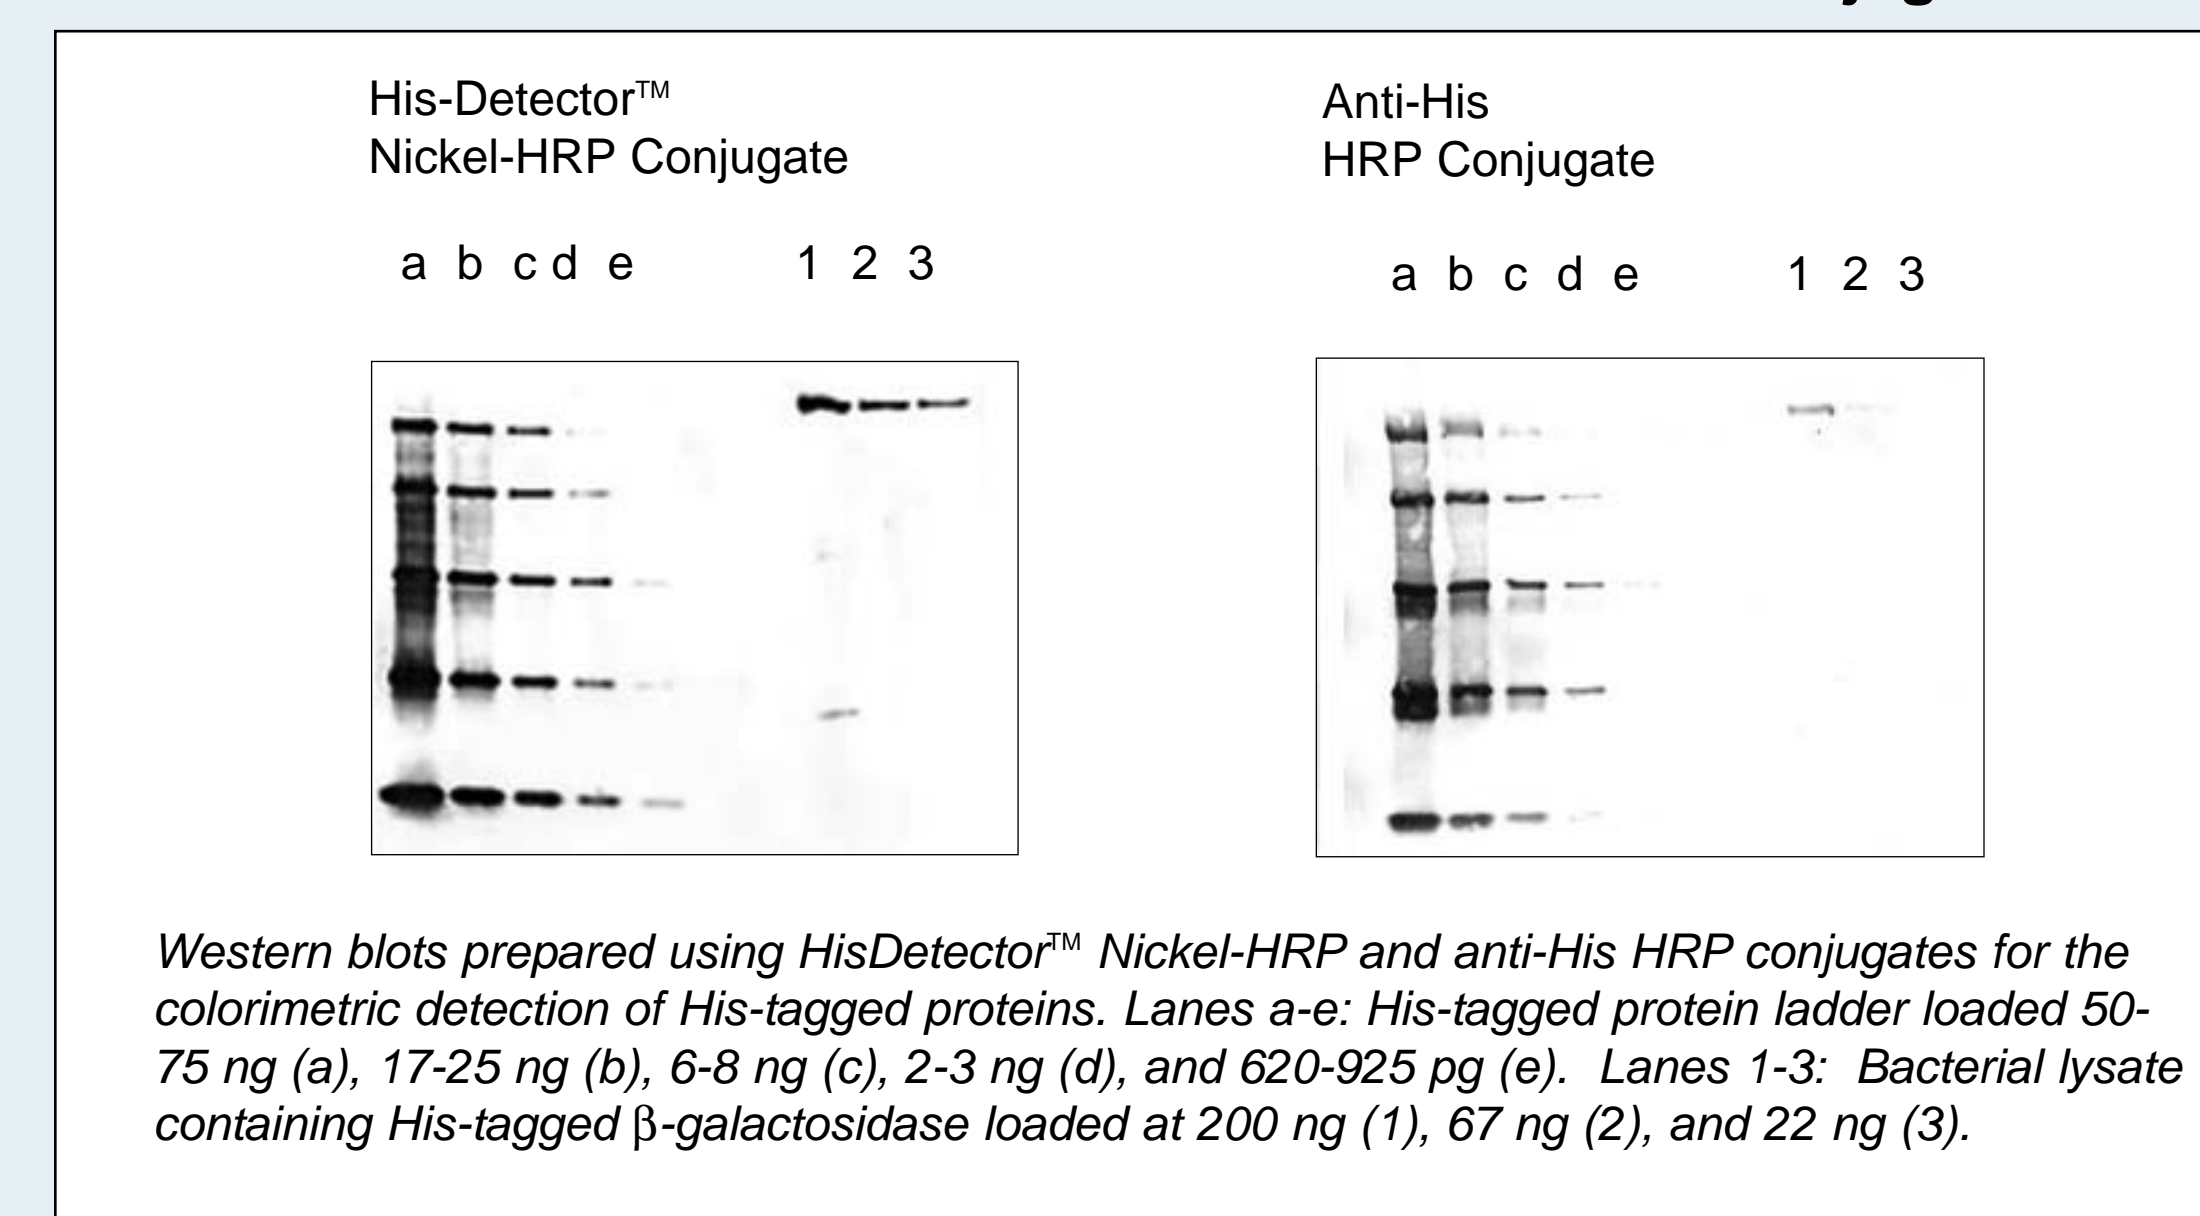 His-Detector™
Nickel-HRP Conjugate
a b c d e 1 2 3
Anti-His
HRP Conjugate
a b c d e 1 2 3
Western blots prepared using HisDetector™ Nickel-HRP and anti-His HRP conjugates for the
colorimetric detection of His-tagged proteins. Lanes a-e: His-tagged protein ladder loaded 50-
75 ng (a), 17-25 ng (b), 6-8 ng (c), 2-3 ng (d), and 620-925 pg (e). Lanes 1-3: Bacterial lysate
containing His-tagged β-galactosidase loaded at 200 ng (1), 67 ng (2), and 22 ng (3).